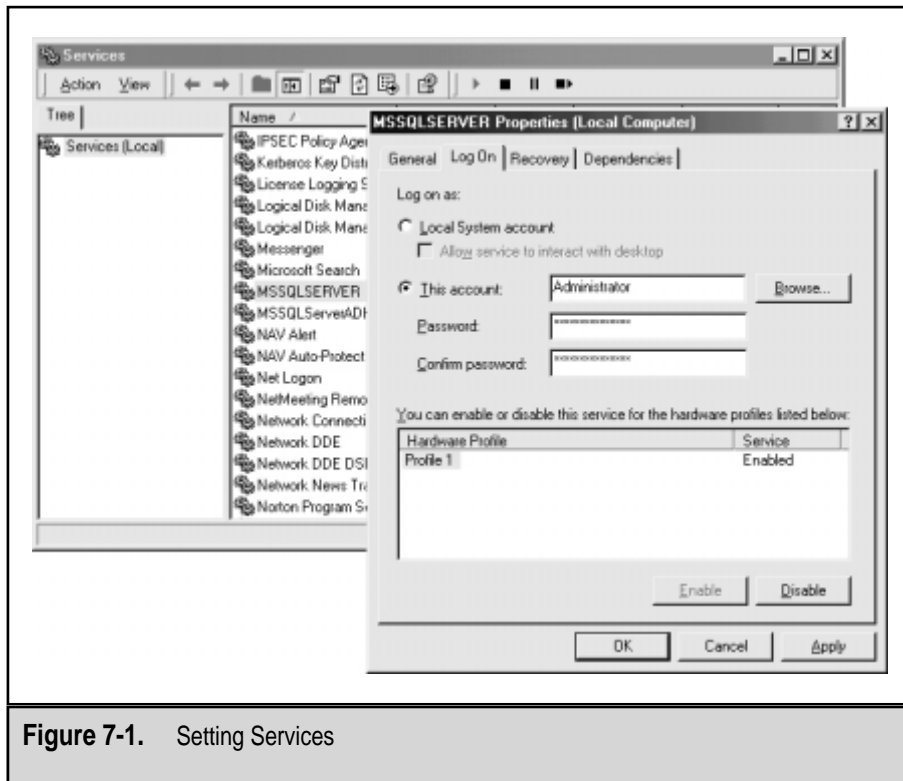 Services
Action View
Tree
Services (Local)
Name /
IPSEC Policy Age
Kerberos Key Dist
License Logging S
Logical Disk Mana
Logical Disk Mana
Messenger
Microsoft Search
MSSQLSERVER
MSSQLServerADH
NAV Alert
NAV Auto-Protect
Net Logon
NetMeeting Remo
Network Connecti
Network DDE
Network DDE DSI
Network News Tra
Norton Program S
MSSQLSERVER Properties (Local Computer)
General Log On Recovery Dependencies
Log on as:
Local System account
Allow service to interact with desktop
This account: Administrator Browse...
Password: ***************
Confirm password: ***************
You can enable or disable this service for the hardware profiles listed below:
Hardware Profile Service
Profile 1 Enabled
Enable Disable
OK Cancel Apply
Figure 7-1. Setting Services